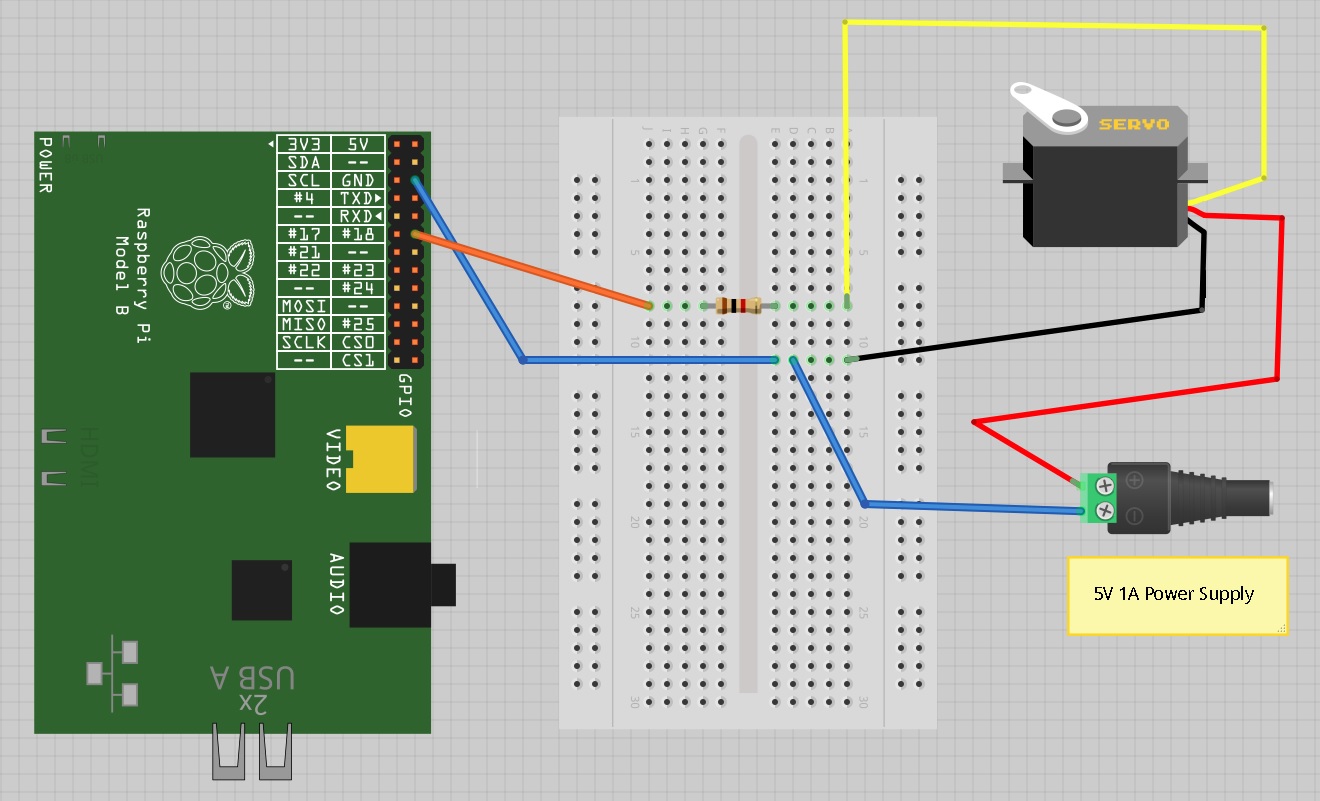 POWER
Raspberry Pi
Model B
3V3 5V
SDA --
SCL GND
#4 TXD
-- RXD
#17 #18
#21 --
#22 #23
-- #24
MOSI --
MISO #25
SCLK CS0
-- CS1
GPIO
HDMI
VIDEO
AUDIO
USB A
2x
J I H G F E D C B A
1
5 5
10 10
15 15
20 20
25 25
30 30
SERVO
5V 1A Power Supply